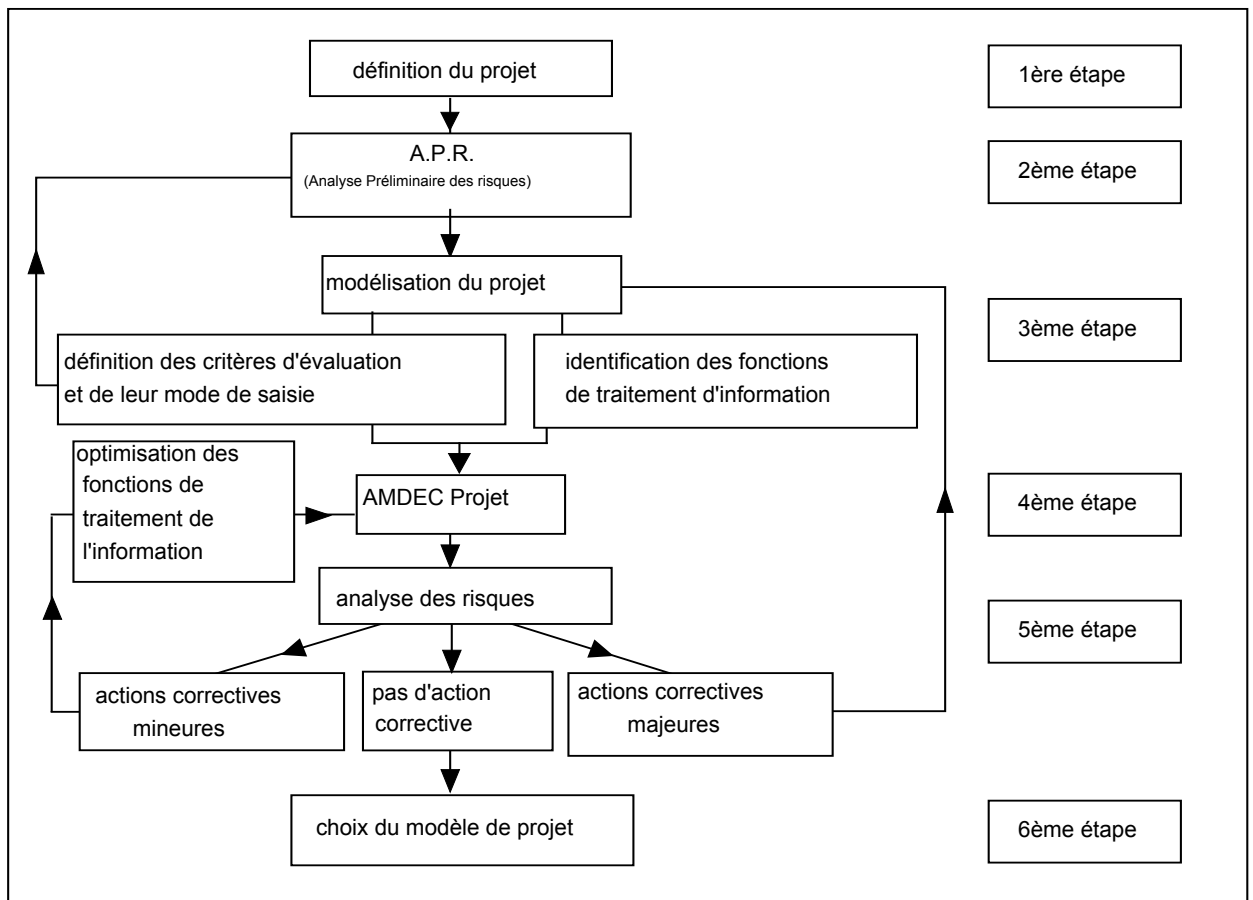 définition du projet
1ère étape
A.P.R.
(Analyse Préliminaire des risques)
2ème étape
modélisation du projet
3ème étape
définition des critères d'évaluation
et de leur mode de saisie
identification des fonctions
de traitement d'information
optimisation des
fonctions de
traitement de
l'information
AMDEC Projet
4ème étape
analyse des risques
5ème étape
actions correctives
mineures
pas d'action
corrective
actions correctives
majeures
choix du modèle de projet
6ème étape